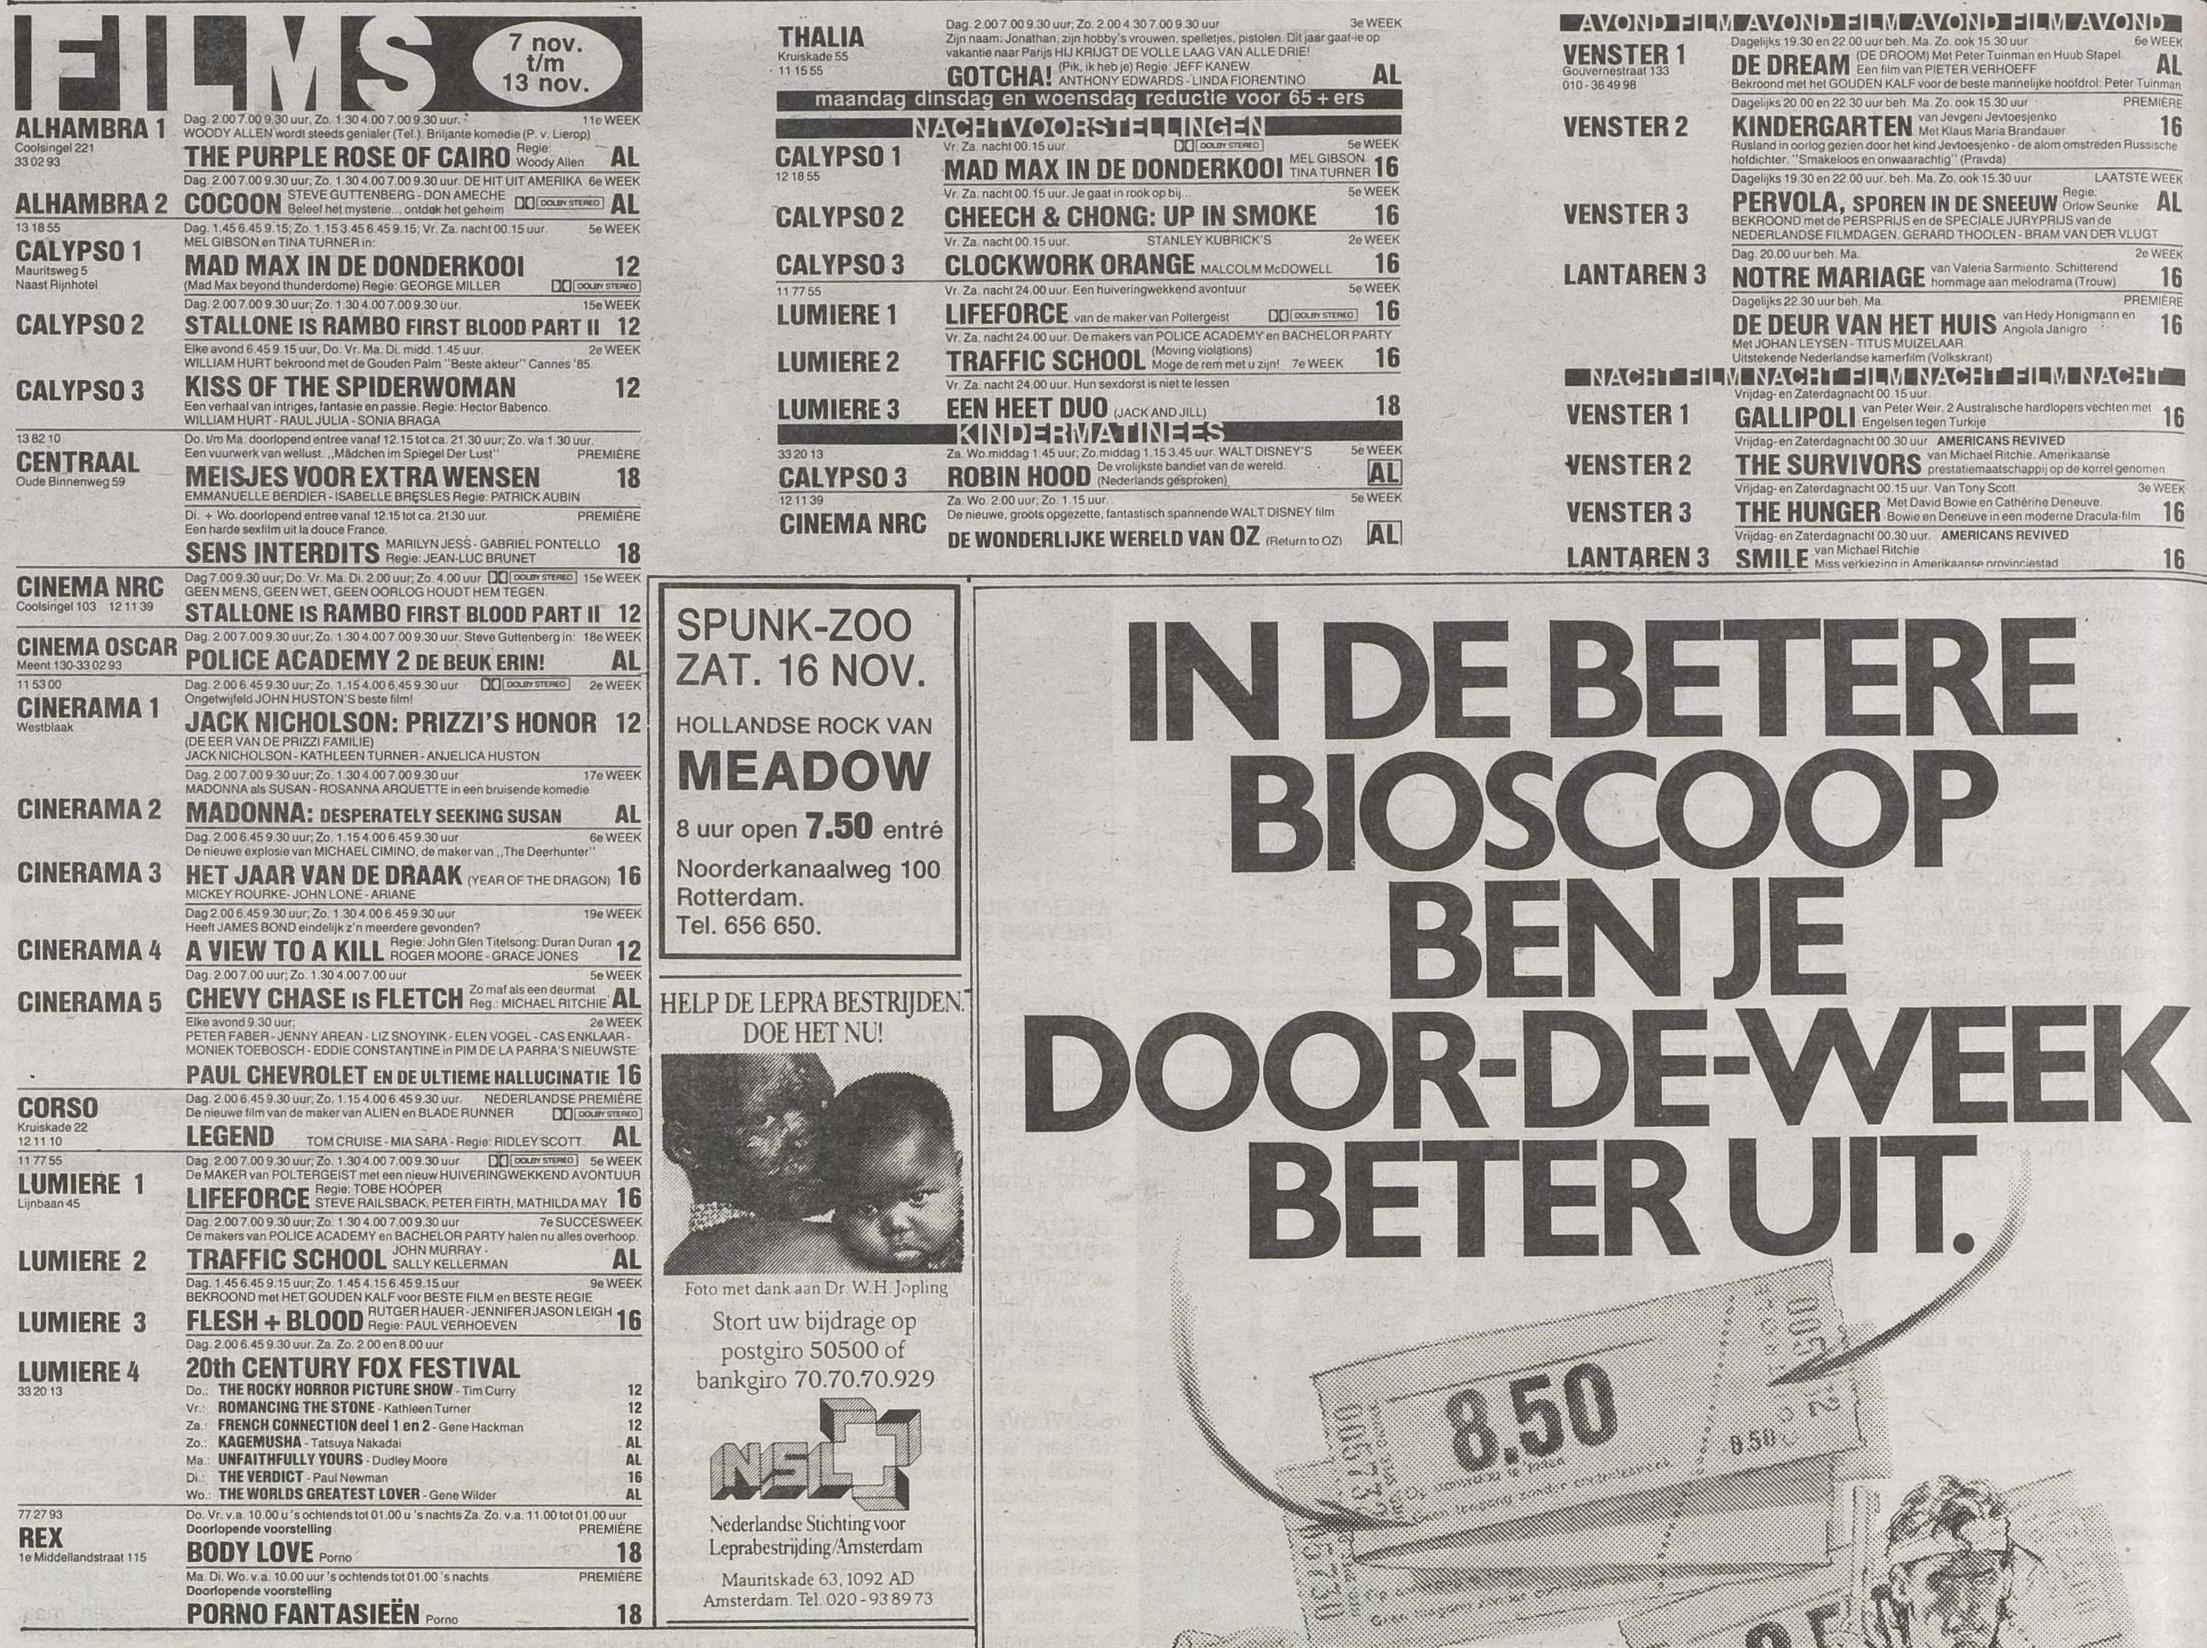 FILMS
7 nov.
t/m
13 nov.
ALHAMBRA 1
Coolsingel 221
33 02 93
Dag. 2.00 7.00 9.30 uur, Zo. 1.30 4.00 7.00 9.30 uur. 11e WEEK
WOODY ALLEN wordt steeds genialer (Tel.). Briljante komedie (P. v. Lierop)
THE PURPLE ROSE OF CAIRO Regie: Woody Allen AL
Dag. 2.00 7.00 9.30 uur; Zo. 1.30 4.00 7.00 9.30 uur. DE HIT UIT AMERIKA 6e WEEK
ALHAMBRA 2 COCOON STEVE GUTTENBERG - DON AMECHE DOLBY STEREO AL
Beleef het mysterie... ontdek het geheim
13 18 55
CALYPSO 1
Mauritsweg 5
Naast Rijnhotel
Dag. 1.45 6.45 9.15; Zo. 1.15 3.45 6.45 9.15; Vr. Za. nacht 00.15 uur. 5e WEEK
MEL GIBSON en TINA TURNER in:
MAD MAX IN DE DONDERKOOI 12
(Mad Max beyond thunderdome) Regie: GEORGE MILLER DOLBY STEREO
Dag. 2.00 7.00 9.30 uur; Zo. 1.30 4.00 7.00 9.30 uur. 15e WEEK
CALYPSO 2 STALLONE IS RAMBO FIRST BLOOD PART II 12
Elke avond 6.45 9.15 uur, Do. Vr. Ma. Di. midd. 1.45 uur. 2e WEEK
WILLIAM HURT bekroond met de Gouden Palm "Beste akteur" Cannes '85.
CALYPSO 3 KISS OF THE SPIDERWOMAN 12
Een verhaal van intriges, fantasie en passie. Regie: Hector Babenco.
WILLIAM HURT - RAUL JULIA - SONIA BRAGA
13 82 10
CENTRAAL
Oude Binnenweg 59
Do. t/m Ma. doorlopend entree vanaf 12.15 tot ca. 21.30 uur; Zo. v/a 1.30 uur.
Een vuurwerk van wellust. „Mädchen im Spiegel Der Lust" PREMIÈRE
MEISJES VOOR EXTRA WENSEN 18
EMMANUELLE BERDIER - ISABELLE BRESLES Regie: PATRICK AUBIN
Di. + Wo. doorlopend entree vanaf 12.15 tot ca. 21.30 uur. PREMIÈRE
Een harde sexfilm uit la douce France.
SENS INTERDITS MARILYN JESS - GABRIEL PONTELLO 18
Regie: JEAN-LUC BRUNET
CINEMA NRC
Coolsingel 103 12 11 39
Dag 7.00 9.30 uur; Do. Vr. Ma. Di. 2.00 uur; Zo. 4.00 uur DOLBY STEREO 15e WEEK
GEEN MENS, GEEN WET, GEEN OORLOG HOUDT HEM TEGEN.
STALLONE IS RAMBO FIRST BLOOD PART II 12
CINEMA OSCAR
Meent 130-33 02 93
Dag. 2.00 7.00 9.30 uur; Zo. 1.30 4.00 7.00 9.30 uur. Steve Guttenberg in: 18e WEEK
POLICE ACADEMY 2 DE BEUK ERIN! AL
11 53 00
CINERAMA 1
Westblaak
Dag. 2.00 6.45 9.30 uur; Zo. 1.15 4.00 6.45 9.30 uur DOLBY STEREO 2e WEEK
Ongetwijfeld JOHN HUSTON'S beste film!
JACK NICHOLSON: PRIZZI'S HONOR 12
(DE EER VAN DE PRIZZI FAMILIE)
JACK NICHOLSON - KATHLEEN TURNER - ANJELICA HUSTON
Dag. 2.00 7.00 9.30 uur; Zo. 1.30 4.00 7.00 9.30 uur 17e WEEK
MADONNA als SUSAN - ROSANNA ARQUETTE in een bruisende komedie
CINERAMA 2 MADONNA: DESPERATELY SEEKING SUSAN AL
Dag. 2.00 6.45 9.30 uur; Zo. 1.15 4.00 6.45 9.30 uur 6e WEEK
De nieuwe explosie van MICHAEL CIMINO, de maker van „The Deerhunter"
CINERAMA 3 HET JAAR VAN DE DRAAK (YEAR OF THE DRAGON) 16
MICKEY ROURKE - JOHN LONE - ARIANE
Dag 2.00 6.45 9.30 uur; Zo. 1.30 4.00 6.45 9.30 uur 19e WEEK
Heeft JAMES BOND eindelijk z'n meerdere gevonden?
CINERAMA 4 A VIEW TO A KILL Regie: John Glen Titelsong: Duran Duran 12
ROGER MOORE - GRACE JONES
Dag. 2.00 7.00 uur; Zo. 1.30 4.00 7.00 uur 5e WEEK
CINERAMA 5 CHEVY CHASE IS FLETCH Zo maf als een deurmat AL
Reg.: MICHAEL RITCHIE
Elke avond 9.30 uur; 2e WEEK
PETER FABER - JENNY AREAN - LIZ SNOYINK - ELEN VOGEL - CAS ENKLAAR -
MONIEK TOEBOSCH - EDDIE CONSTANTINE in PIM DE LA PARRA'S NIEUWSTE:
PAUL CHEVROLET EN DE ULTIEME HALLUCINATIE 16
CORSO
Kruiskade 22
12 11 10
Dag. 2.00 6.45 9.30 uur; Zo. 1.15 4.00 6.45 9.30 uur. NEDERLANDSE PREMIÈRE
De nieuwe film van de maker van ALIEN en BLADE RUNNER DOLBY STEREO
LEGEND TOM CRUISE - MIA SARA - Regie: RIDLEY SCOTT. AL
11 77 55
LUMIERE 1
Lijnbaan 45
Dag. 2.00 7.00 9.30 uur; Zo. 1.30 4.00 7.00 9.30 uur DOLBY STEREO 5e WEEK
De MAKER van POLTERGEIST met een nieuw HUIVERINGWEKKEND AVONTUUR
LIFEFORCE Regie: TOBE HOOPER 16
STEVE RAILSBACK, PETER FIRTH, MATHILDA MAY
Dag. 2.00 7.00 9.30 uur; Zo. 1.30 4.00 7.00 9.30 uur 7e SUCCESWEEK
De makers van POLICE ACADEMY en BACHELOR PARTY halen nu alles overhoop.
LUMIERE 2 TRAFFIC SCHOOL JOHN MURRAY - SALLY KELLERMAN AL
Dag. 1.45 6.45 9.15 uur; Zo. 1.45 4.15 6.45 9.15 uur 9e WEEK
BEKROOND met HET GOUDEN KALF voor BESTE FILM en BESTE REGIE
LUMIERE 3 FLESH + BLOOD RUTGER HAUER - JENNIFER JASON LEIGH 16
Regie: PAUL VERHOEVEN
Dag. 2.00 6.45 9.30 uur. Za. Zo. 2.00 en 8.00 uur
LUMIERE 4 20th CENTURY FOX FESTIVAL
33 20 13
Do.: THE ROCKY HORROR PICTURE SHOW - Tim Curry 12
Vr.: ROMANCING THE STONE - Kathleen Turner 12
Za.: FRENCH CONNECTION deel 1 en 2 - Gene Hackman 12
Zo.: KAGEMUSHA - Tatsuya Nakadai AL
Ma.: UNFAITHFULLY YOURS - Dudley Moore AL
Di.: THE VERDICT - Paul Newman 16
Wo.: THE WORLDS GREATEST LOVER - Gene Wilder AL
77 27 93
REX
1e Middellandstraat 115
Do. Vr. v.a. 10.00 u 's ochtends tot 01.00 u 's nachts Za. Zo. v.a. 11.00 tot 01.00 uur
Doorlopende voorstelling PREMIÈRE
BODY LOVE Porno 18
Ma. Di. Wo. v.a. 10.00 uur 's ochtends tot 01.00 's nachts PREMIÈRE
Doorlopende voorstelling
PORNO FANTASIEËN Porno 18
THALIA
Kruiskade 55
11 15 55
Dag. 2.00 7.00 9.30 uur; Zo. 2.00 4.30 7.00 9.30 uur 3e WEEK
Zijn naam: Jonathan, zijn hobby's vrouwen, spelletjes, pistolen. Dit jaar gaat-ie op
vakantie naar Parijs HIJ KRIJGT DE VOLLE LAAG VAN ALLE DRIE!
GOTCHA! (Pik, ik heb je) Regie: JEFF KANEW AL
ANTHONY EDWARDS - LINDA FIORENTINO
maandag dinsdag en woensdag reductie voor 65+ers
NACHTVOORSTELLINGEN
CALYPSO 1
12 18 55
Vr. Za. nacht 00.15 uur. DOLBY STEREO 5e WEEK
MAD MAX IN DE DONDERKOOI MEL GIBSON TINA TURNER 16
Vr. Za. nacht 00.15 uur. Je gaat in rook op bij... 5e WEEK
CALYPSO 2 CHEECH & CHONG: UP IN SMOKE 16
Vr. Za. nacht 00.15 uur. STANLEY KUBRICK'S 2e WEEK
CALYPSO 3 CLOCKWORK ORANGE MALCOLM McDOWELL 16
11 77 55
Vr. Za. nacht 24.00 uur. Een huiveringwekkend avontuur 5e WEEK
LUMIERE 1 LIFEFORCE van de maker van Poltergeist DOLBY STEREO 16
Vr. Za. nacht 24.00 uur. De makers van POLICE ACADEMY en BACHELOR PARTY
LUMIERE 2 TRAFFIC SCHOOL (Moving violations) 16
Moge de rem met u zijn! 7e WEEK
Vr. Za. nacht 24.00 uur. Hun sexdorst is niet te lessen
LUMIERE 3 EEN HEET DUO (JACK AND JILL) 18
KINDERMATINEES
33 20 13
Za. Wo. middag 1.45 uur; Zo. middag 1.15 3.45 uur. WALT DISNEY'S 5e WEEK
CALYPSO 3 ROBIN HOOD De vrolijkste bandiet van de wereld. AL
(Nederlands gesproken)
12 11 39
Za. Wo. 2.00 uur; Zo. 1.15 uur. 5e WEEK
CINEMA NRC De nieuwe, groots opgezette, fantastisch spannende WALT DISNEY film
DE WONDERLIJKE WERELD VAN OZ (Return to OZ) AL
AVOND FILM AVOND FILM AVOND FILM AVOND
VENSTER 1
Gouvernestraat 133
010 - 36 49 98
Dagelijks 19.30 en 22.00 uur beh. Ma. Zo. ook 15.30 uur 6e WEEK
DE DREAM (DE DROOM) Met Peter Tuinman en Huub Stapel. AL
Een film van PIETER VERHOEFF
Bekroond met het GOUDEN KALF voor de beste mannelijke hoofdrol: Peter Tuinman
Dagelijks 20.00 en 22.30 uur beh. Ma. Zo. ook 15.30 uur PREMIÈRE
VENSTER 2 KINDERGARTEN van Jevgeni Jevtoesjenko 16
Met Klaus Maria Brandauer
Rusland in oorlog gezien door het kind Jevtoesjenko - de alom omstreden Russische
hofdichter. "Smakeloos en onwaarachtig" (Pravda)
Dagelijks 19.30 en 22.00 uur. beh. Ma. Zo. ook 15.30 uur LAATSTE WEEK
VENSTER 3 PERVOLA, SPOREN IN DE SNEEUW Regie: Orlow Seunke AL
BEKROOND met de PERSPRIJS en de SPECIALE JURYPRIJS van de
NEDERLANDSE FILMDAGEN. GERARD THOOLEN - BRAM VAN DER VLUGT
Dag. 20.00 uur beh. Ma. 2e WEEK
LANTAREN 3 NOTRE MARIAGE van Valeria Sarmiento. Schitterend 16
hommage aan melodrama (Trouw)
Dagelijks 22.30 uur beh. Ma. PREMIÈRE
DE DEUR VAN HET HUIS van Hedy Honigmann en 16
Angiola Janigro
Met JOHAN LEYSEN - TITUS MUIZELAAR
Uitstekende Nederlandse kamerfilm (Volkskrant)
NACHT FILM NACHT FILM NACHT FILM NACHT
Vrijdag- en Zaterdagnacht 00.15 uur.
VENSTER 1 GALLIPOLI van Peter Weir. 2 Australische hardlopers vechten met 16
Engelsen tegen Turkije
Vrijdag- en Zaterdagnacht 00.30 uur AMERICANS REVIVED
VENSTER 2 THE SURVIVORS van Michael Ritchie. Amerikaanse
prestatiemaatschappij op de korrel genomen
Vrijdag- en Zaterdagnacht 00.15 uur. Van Tony Scott. 3e WEEK
VENSTER 3 THE HUNGER Met David Bowie en Cathérine Deneuve. 16
Bowie en Deneuve in een moderne Dracula-film
Vrijdag- en Zaterdagnacht 00.30 uur. AMERICANS REVIVED
LANTAREN 3 SMILE van Michael Ritchie 16
Miss verkiezing in Amerikaanse provinciestad
SPUNK-ZOO
ZAT. 16 NOV.
HOLLANDSE ROCK VAN
MEADOW
8 uur open 7.50 entré
Noorderkanaalweg 100
Rotterdam.
Tel. 656 650.
HELP DE LEPRA BESTRIJDEN.
DOE HET NU!
Foto met dank aan Dr. W.H. Jopling
Stort uw bijdrage op
postgiro 50500 of
bankgiro 70.70.70.929
NSL
Nederlandse Stichting voor
Leprabestrijding/Amsterdam
Mauritskade 63, 1092 AD
Amsterdam. Tel. 020 - 93 89 73
IN DE BETERE
BIOSCOOP
BEN JE
DOOR-DE-WEEK
BETER UIT.
8.50
8.50